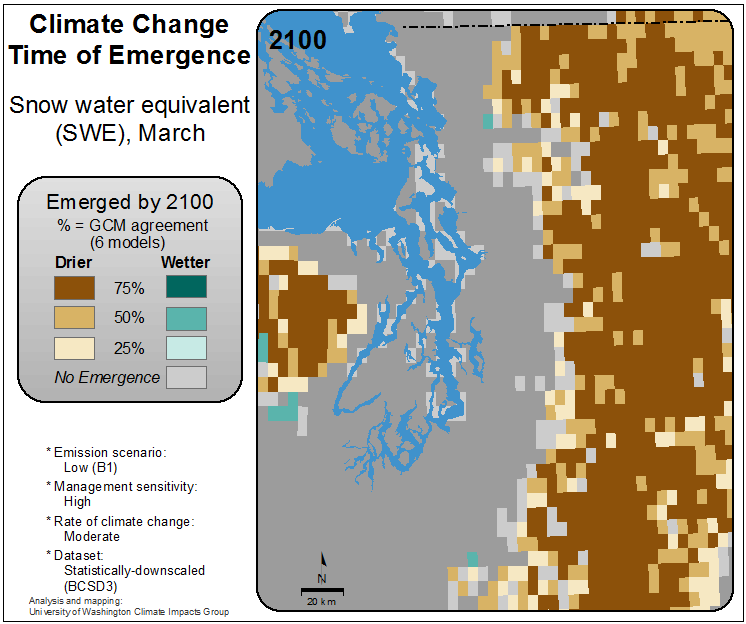 Climate Change
Time of Emergence
Snow water equivalent
(SWE), March
Emerged by 2100
% = GCM agreement
(6 models)
Drier Wetter
75%
50%
25%
No Emergence
* Emission scenario:
Low (B1)
* Management sensitivity:
High
* Rate of climate change:
Moderate
* Dataset:
Statistically-downscaled
(BCSD3)
Analysis and mapping:
University of Washington Climate Impacts Group
2100
N
20 km